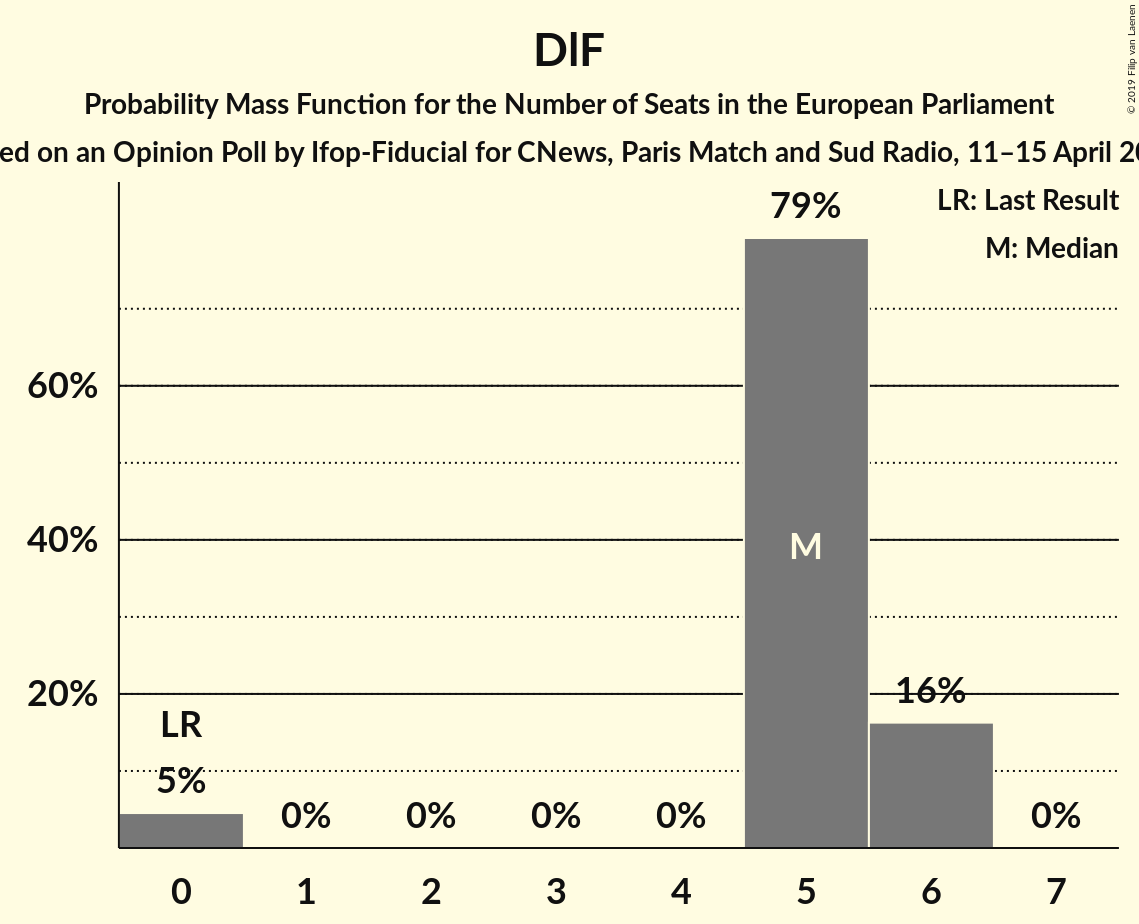 DlF
Probability Mass Function for the Number of Seats in the European Parliament
on an Opinion Poll by Ifop-Fiducial for CNews, Paris Match and Sud Radio, 11–15 April
© 2019 Filip van Laenen
LR: Last Result
M: Median
79%
60%
40%
M
20%
16%
LR
5%
0%
0%
0%
0%
0%
0
1
2
3
4
5
6
7